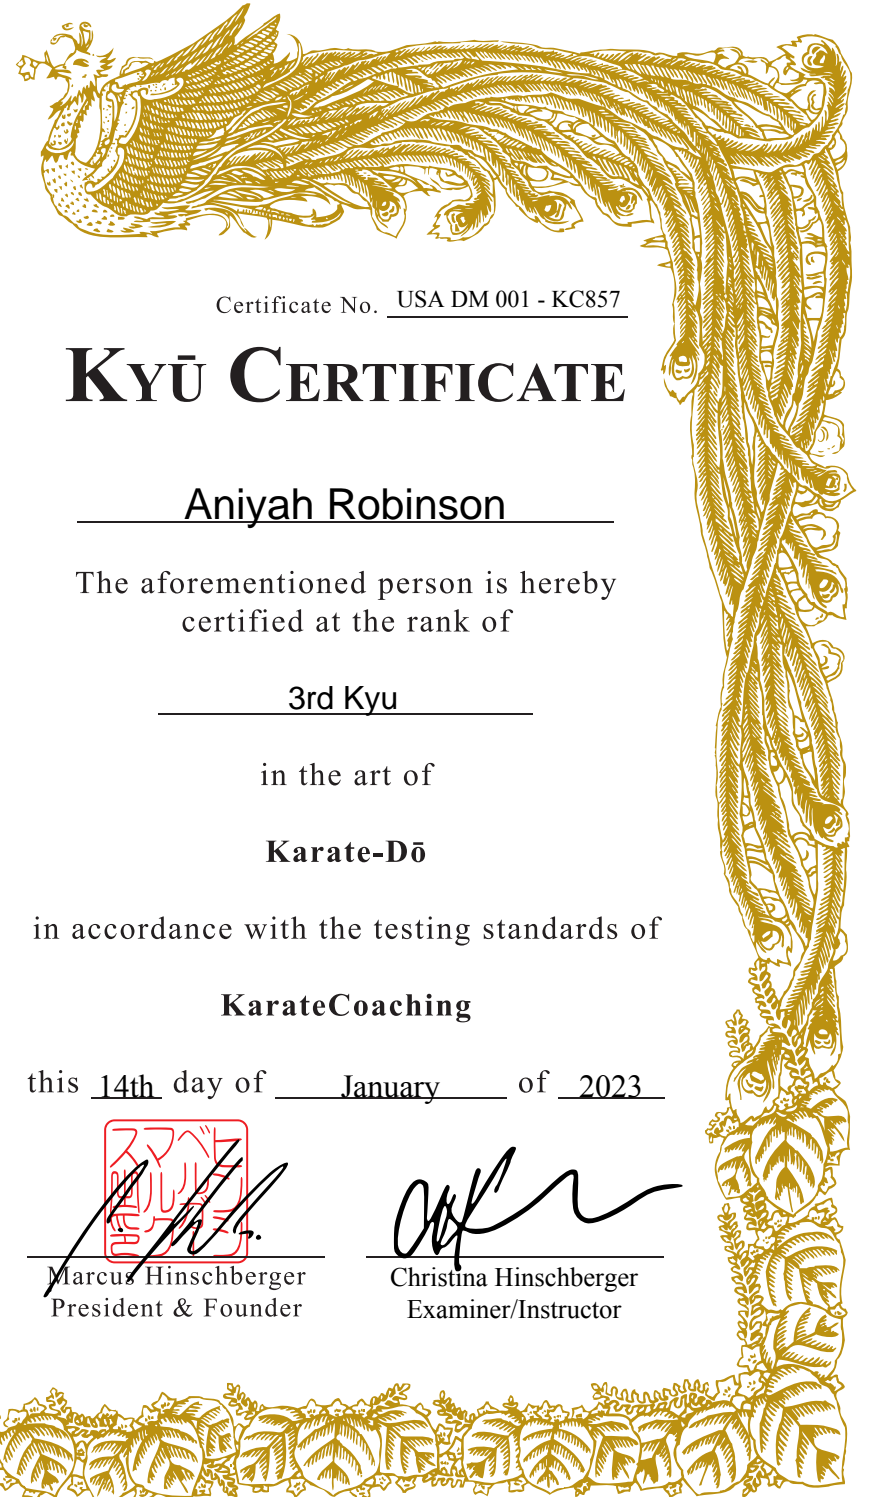 Certificate No. USA DM 001 - KC857
Kyū Certificate
Aniyah Robinson
The aforementioned person is hereby
certified at the rank of
3rd Kyu
in the art of
Karate-Dō
in accordance with the testing standards of
KarateCoaching
this 14th day of January of 2023
Marcus Hinschberger
President & Founder
Christina Hinschberger
Examiner/Instructor